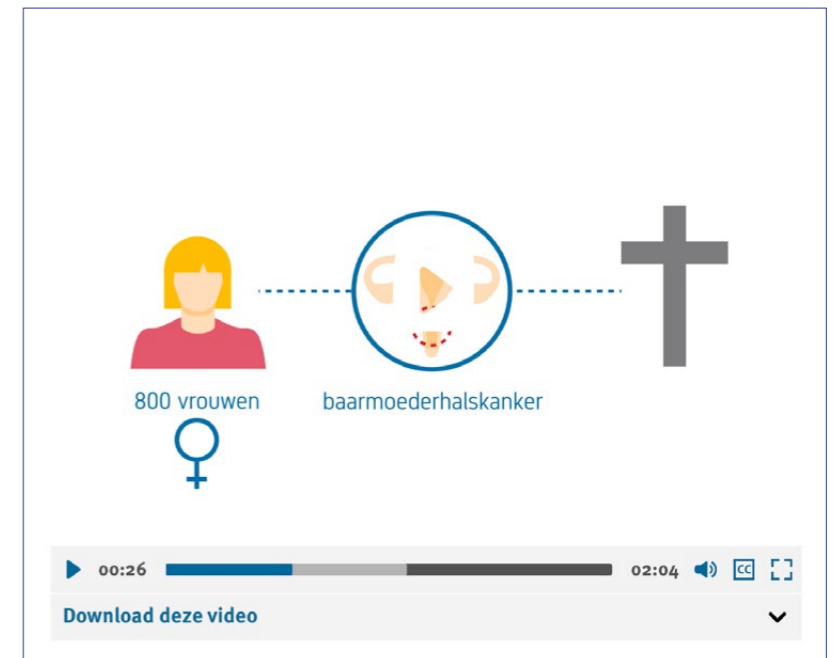 800 vrouwen
baarmoederhalskanker
00:26
02:04
CC
Download deze video